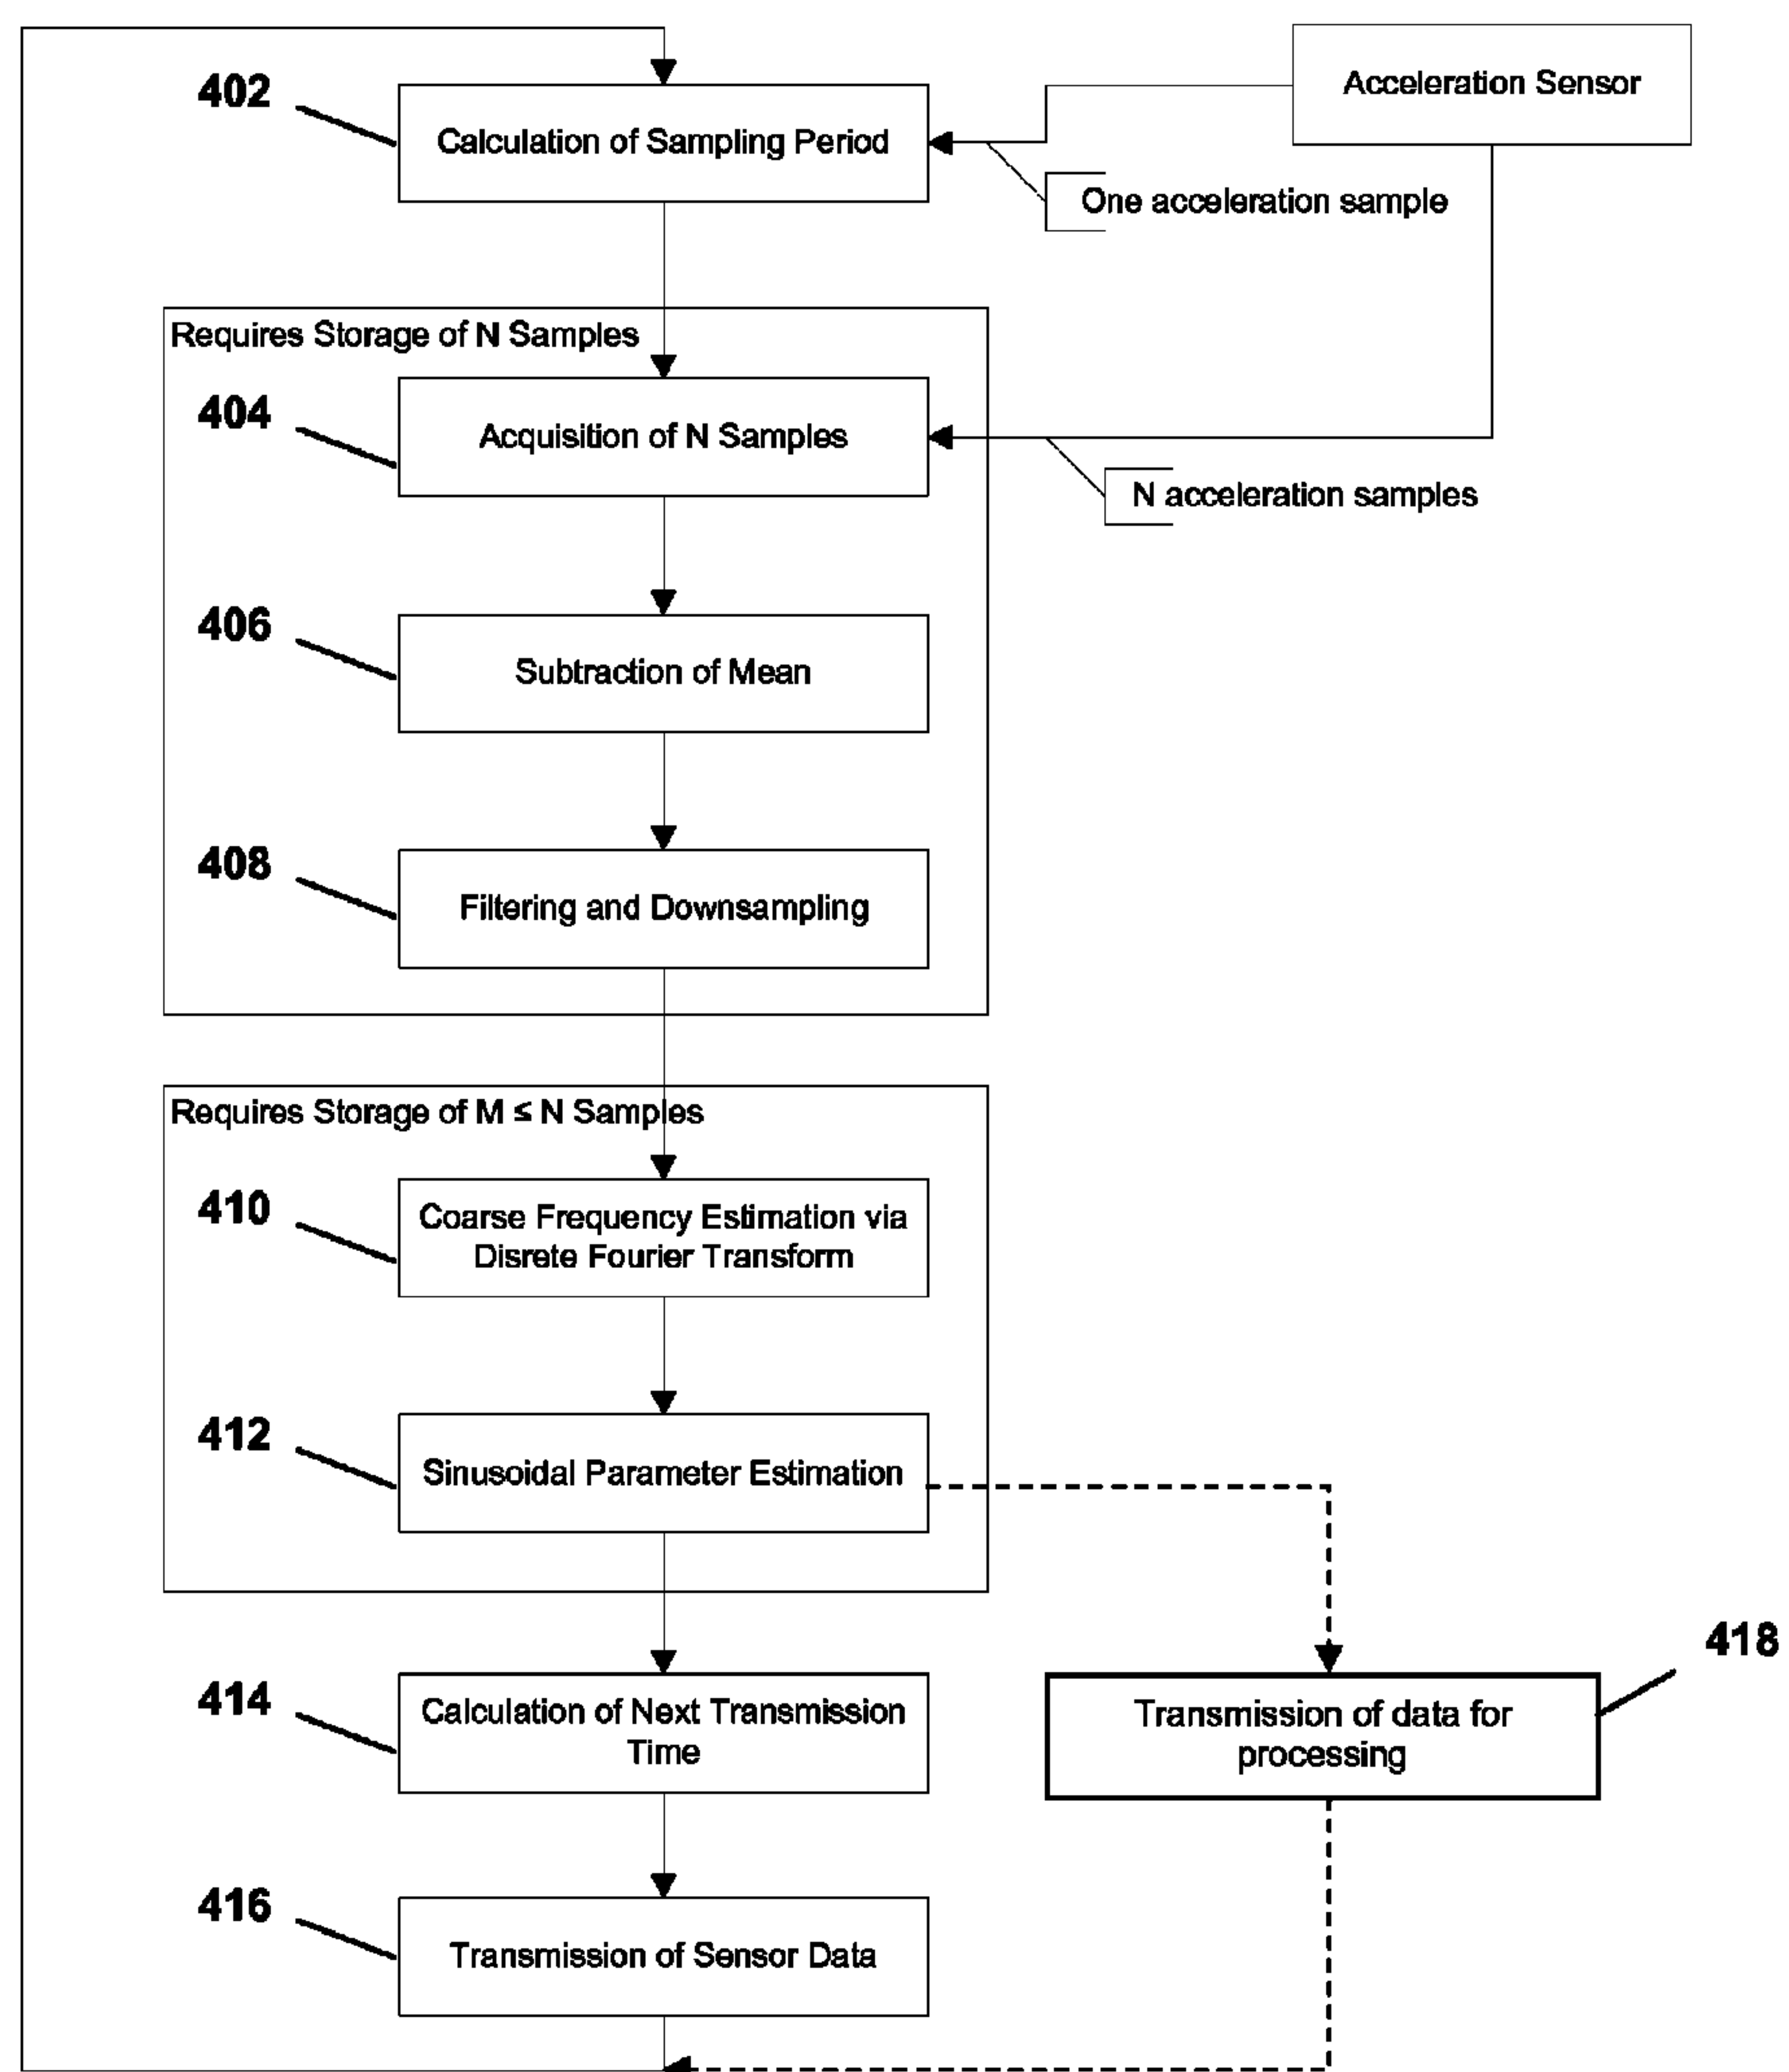 402
Calculation of Sampling Period
Acceleration Sensor
One acceleration sample
Requires Storage of N Samples
404
Acquisition of N Samples
N acceleration samples
406
Subtraction of Mean
408
Filtering and Downsampling
Requires Storage of M ≤ N Samples
410
Coarse Frequency Estimation via
Disrete Fourier Transform
412
Sinusoidal Parameter Estimation
414
Calculation of Next Transmission
Time
418
Transmission of data for
processing
416
Transmission of Sensor Data